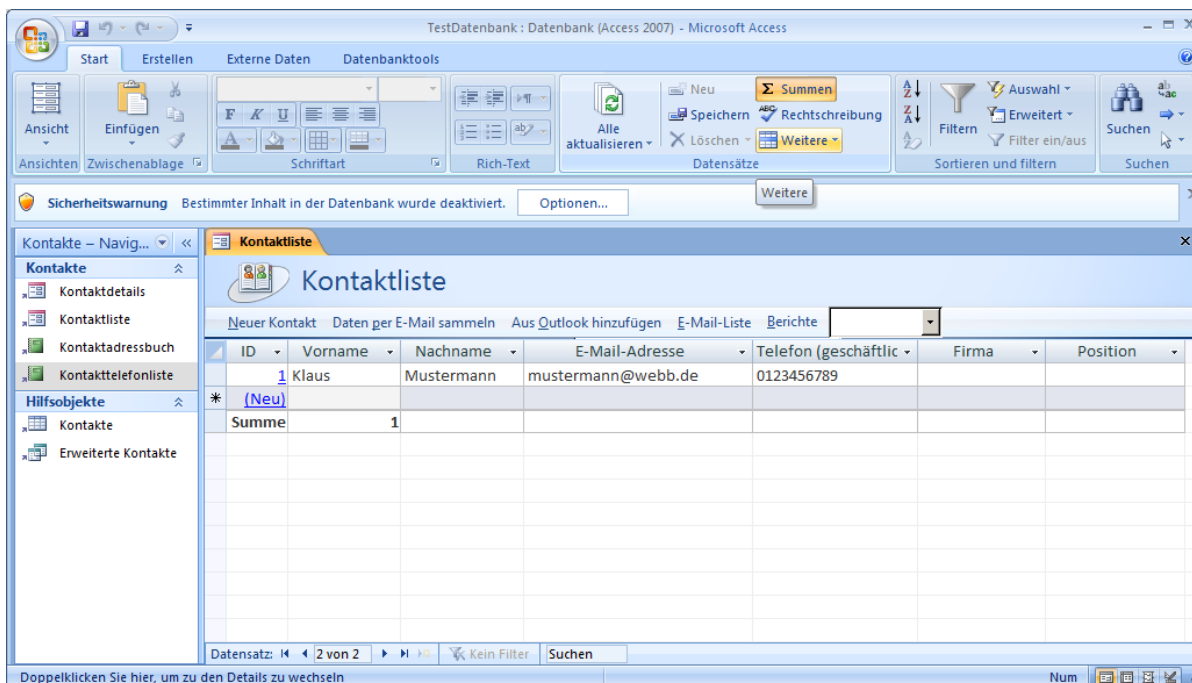 TestDatenbank : Datenbank (Access 2007) - Microsoft Access
Start Erstellen Externe Daten Datenbanktools
Ansicht
Ansichten
Einfügen
Zwischenablage
F K U
A
Schriftart
ab
Rich-Text
Alle
aktualisieren
Neu
Speichern
Löschen
Σ Summen
ABC Rechtschreibung
Weitere
Datensätze
A Z
Z A
A Z
Filtern
Auswahl
Erweitert
Filter ein/aus
Sortieren und filtern
Suchen
ab ac
Suchen
Weitere
Sicherheitswarnung Bestimmter Inhalt in der Datenbank wurde deaktiviert. Optionen...
Kontakte – Navig... «
Kontakte
Kontaktdetails
Kontaktliste
Kontaktadressbuch
Kontakttelefonliste
Hilfsobjekte
Kontakte
Erweiterte Kontakte
Kontaktliste
Kontaktliste
Neuer Kontakt Daten per E-Mail sammeln Aus Outlook hinzufügen E-Mail-Liste Berichte
ID Vorname Nachname E-Mail-Adresse Telefon (geschäftlic Firma Position
1 Klaus Mustermann mustermann@webb.de 0123456789
* (Neu)
Summe 1
Datensatz: 2 von 2 Kein Filter Suchen
Doppelklicken Sie hier, um zu den Details zu wechseln Num